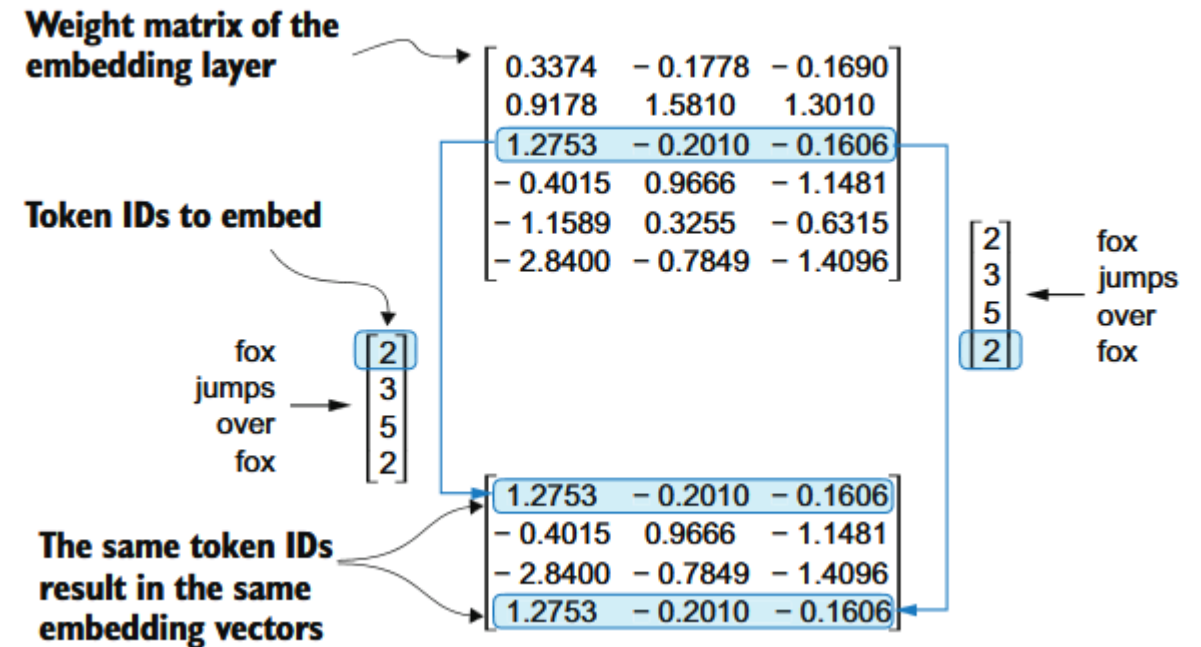 Weight matrix of the
embedding layer
0.3374 − 0.1778 − 0.1690
0.9178 1.5810 1.3010
1.2753 − 0.2010 − 0.1606
− 0.4015 0.9666 − 1.1481
− 1.1589 0.3255 − 0.6315
− 2.8400 − 0.7849 − 1.4096
Token IDs to embed
fox 2
jumps 3
over 5
fox 2
2 fox
3 jumps
5 over
2 fox
1.2753 − 0.2010 − 0.1606
− 0.4015 0.9666 − 1.1481
− 2.8400 − 0.7849 − 1.4096
1.2753 − 0.2010 − 0.1606
The same token IDs
result in the same
embedding vectors